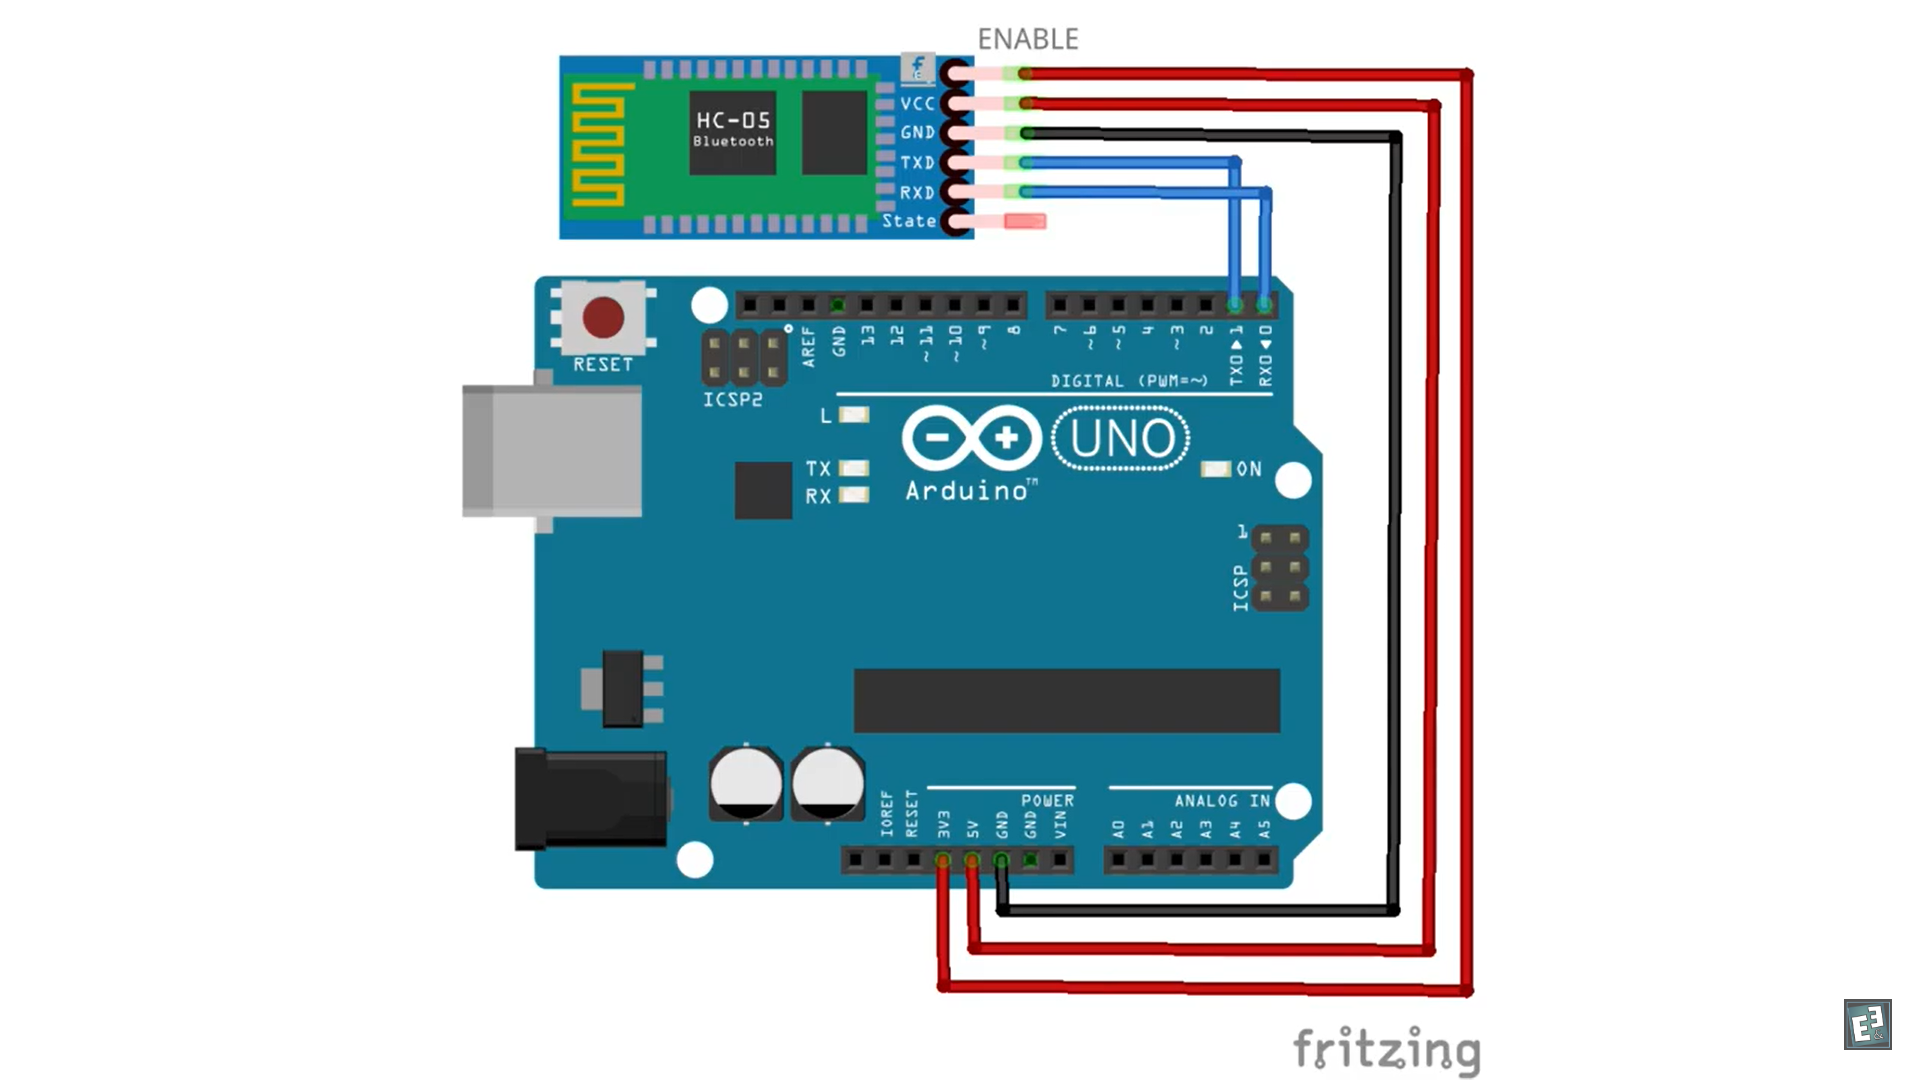 ENABLE
HC-05
Bluetooth
VCC
GND
TXD
RXD
State
RESET
ICSP2
AREF
GND
13
12
~11
~10
~9
8
7
~6
~5
4
~3
2
TX0 ▶ 1
RX0 ◀ 0
DIGITAL (PWM=~)
L
TX
RX
Arduino™
UNO
ON
1
ICSP
IOREF
RESET
3V3
5V
GND
GND
VIN
POWER
ANALOG IN
A0
A1
A2
A3
A4
A5
fritzing